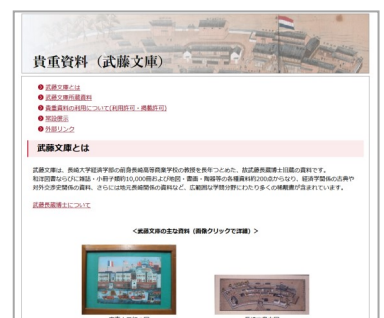 貴重資料（武藤文庫）
武藤文庫とは
武藤文庫所蔵資料
貴重資料の利用について(利用許可・掲載許可)
常設展示
外部リンク
武藤文庫とは
武藤文庫は、長崎大学経済学部の前身長崎高等商業学校の教授を長年つとめた、故武藤長蔵博士旧蔵の資料です。
和洋図書ならびに雑誌・小冊子類約10,000冊および地図・書画・陶器等の各種資料約200点からなり、経済学関係の古典や
対外交渉史関係の資料、さらには地元長崎関係の資料など、広範囲な学問分野にわたり多くの稀覯書が含まれています。
武藤長蔵博士について
＜武藤文庫の主な資料（画像クリックで詳細）＞